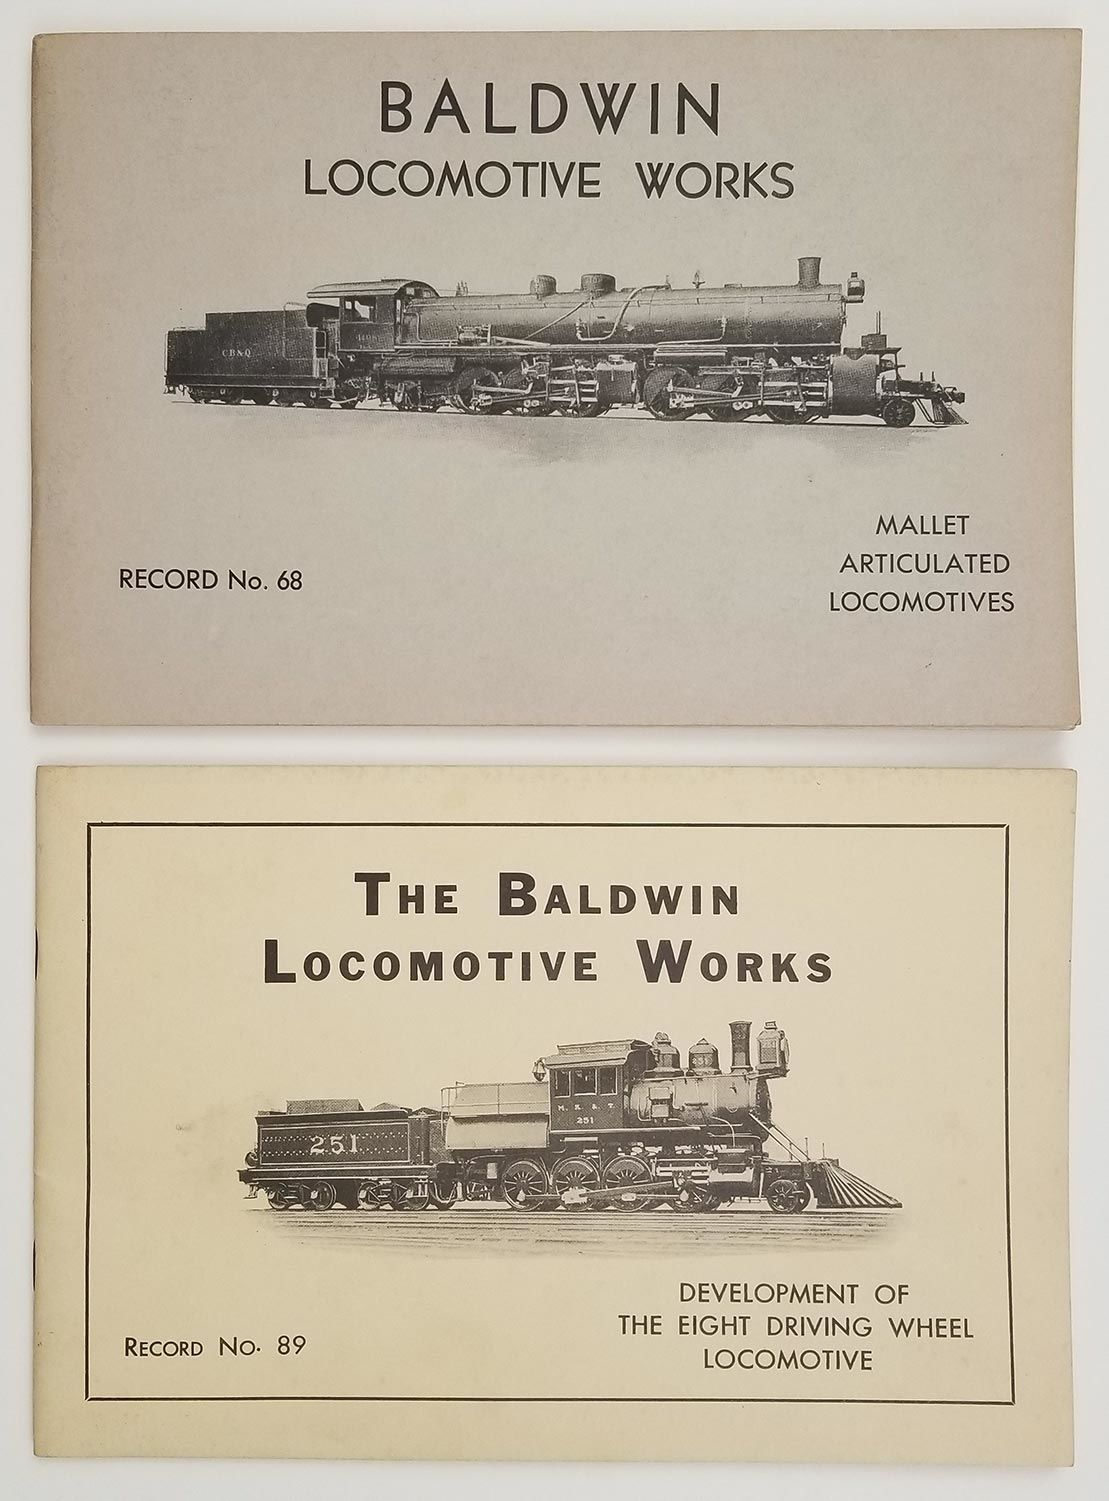 BALDWIN
LOCOMOTIVE WORKS
C B & Q
RECORD No. 68
MALLET
ARTICULATED
LOCOMOTIVES
THE BALDWIN
LOCOMOTIVE WORKS
251
M. K. & T.
251
251
RECORD NO. 89
DEVELOPMENT OF
THE EIGHT DRIVING WHEEL
LOCOMOTIVE